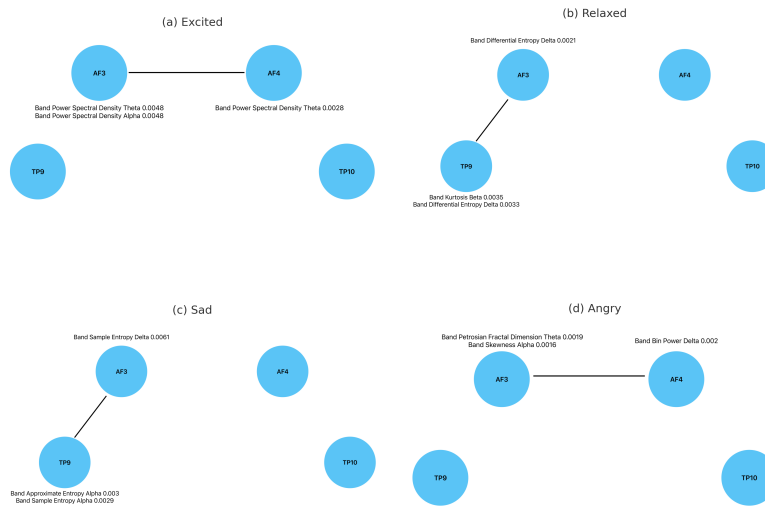 (a) Excited
AF3
AF4
Band Power Spectral Density Theta 0.0048
Band Power Spectral Density Alpha 0.0048
Band Power Spectral Density Theta 0.0028
TP9
TP10
(b) Relaxed
Band Differential Entropy Delta 0.0021
AF3
AF4
TP9
TP10
Band Kurtosis Beta 0.0035
Band Differential Entropy Delta 0.0033
(c) Sad
Band Sample Entropy Delta 0.0061
AF3
AF4
TP9
TP10
Band Approximate Entropy Alpha 0.003
Band Sample Entropy Alpha 0.0029
(d) Angry
Band Petrosian Fractal Dimension Theta 0.0019
Band Skewness Alpha 0.0016
Band Bin Power Delta 0.002
AF3
AF4
TP9
TP10